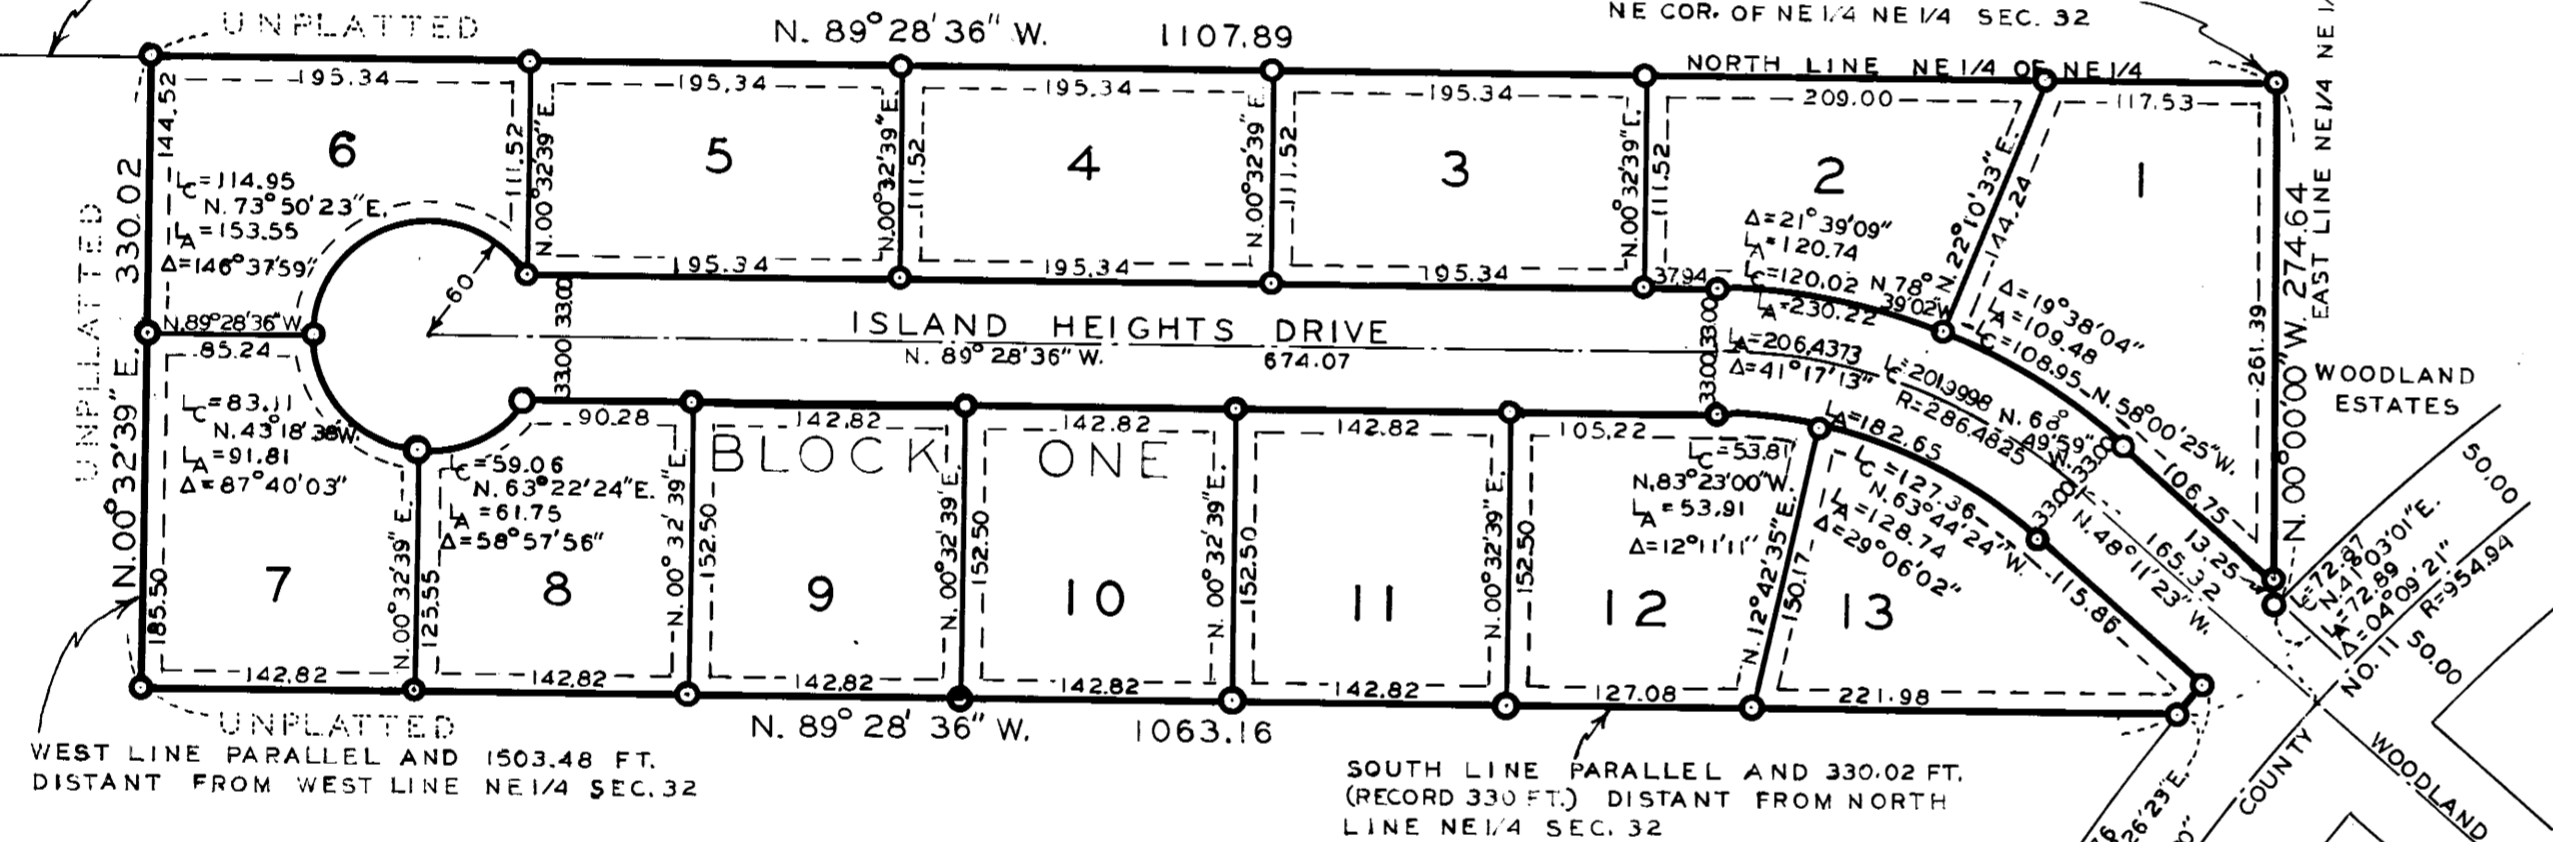 UNPLATTED
N. 89°28'36" W. 1107.89
NE COR. OF NE 1/4 NE 1/4 SEC. 32
NORTH LINE NE 1/4 OF NE 1/4
195.34
195.34
195.34
195.34
209.00
117.53
144.52
111.52
N.00°32'39"E.
111.52
N.00°32'39"E.
111.52
N.00°32'39"E.
111.52
N.00°32'39"E.
N.22°10'33"E.
144.24
6
5
4
3
2
1
LC=114.95
N. 73°50'23"E.
LA=153.55
Δ=146°37'59"
60
Δ=21°39'09"
LA=120.74
LC=120.02 N 78°
39'02"W
LA=230.22
Δ=19°38'04"
LA=109.48
LC=108.95 N.58°00'25"W.
106.75
13.25
261.39
N.00°00'00"W. 274.64
EAST LINE NE 1/4 NE 1/4
WOODLAND
ESTATES
UNPLATTED
N.00°32'39"E. 330.02
N.89°28'36"W
85.24
195.34
195.34
195.34
37.94
33.00 33.00
ISLAND HEIGHTS DRIVE
N. 89°28'36"W. 674.07
33.00 33.00
LA=206.4373
Δ=41°17'13"
LC=201.9998 N. 68°
49'59"W.
R=286.4825
33.00 33.00
N.48°11'23"W.
165.32
LC=83.11
N.43°18'38"W.
LA=91.81
Δ=87°40'03"
LC=59.06
N. 63°22'24"E.
LA=61.75
Δ=58°57'56"
90.28
142.82
142.82
142.82
105.22
BLOCK ONE
LC=53.81
N.83°23'00"W.
LA=53.91
Δ=12°11'11"
LA=182.65
LC=127.36
N.63°44'24"W.
LA=128.74
Δ=29°06'02"
115.86
185.50
N.00°32'39"E.
125.55
N.00°32'39"E.
152.50
N.00°32'39"E.
152.50
N.00°32'39"E.
152.50
N.00°32'39"E.
152.50
N.12°42'35"E.
150.17
7
8
9
10
11
12
13
142.82
142.82
142.82
142.82
142.82
127.08
221.98
50.00
LC=72.87
N.41°03'01"E.
LA=72.89
Δ=04°09'21"
R=954.94
NO. 11
50.00
COUNTY
WOODLAND
26'23"E.
UNPLATTED
N. 89°28'36" W. 1063.16
WEST LINE PARALLEL AND 1503.48 FT.
DISTANT FROM WEST LINE NE 1/4 SEC. 32
SOUTH LINE PARALLEL AND 330.02 FT.
(RECORD 330 FT.) DISTANT FROM NORTH
LINE NE 1/4 SEC. 32